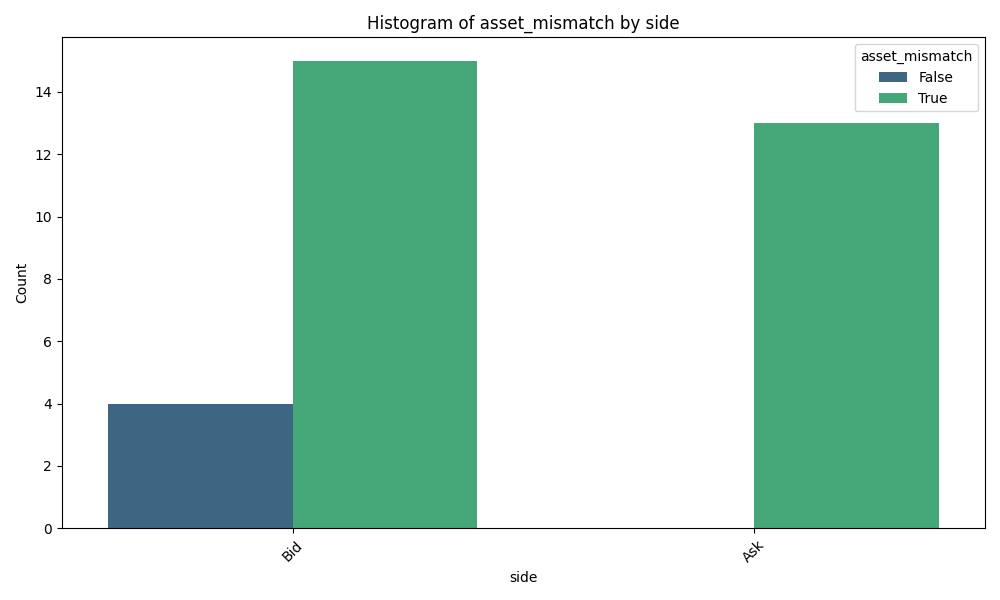 Histogram of asset_mismatch by side
asset_mismatch
False
True
14
12
10
8
6
4
2
0
Count
Bid
Ask
side